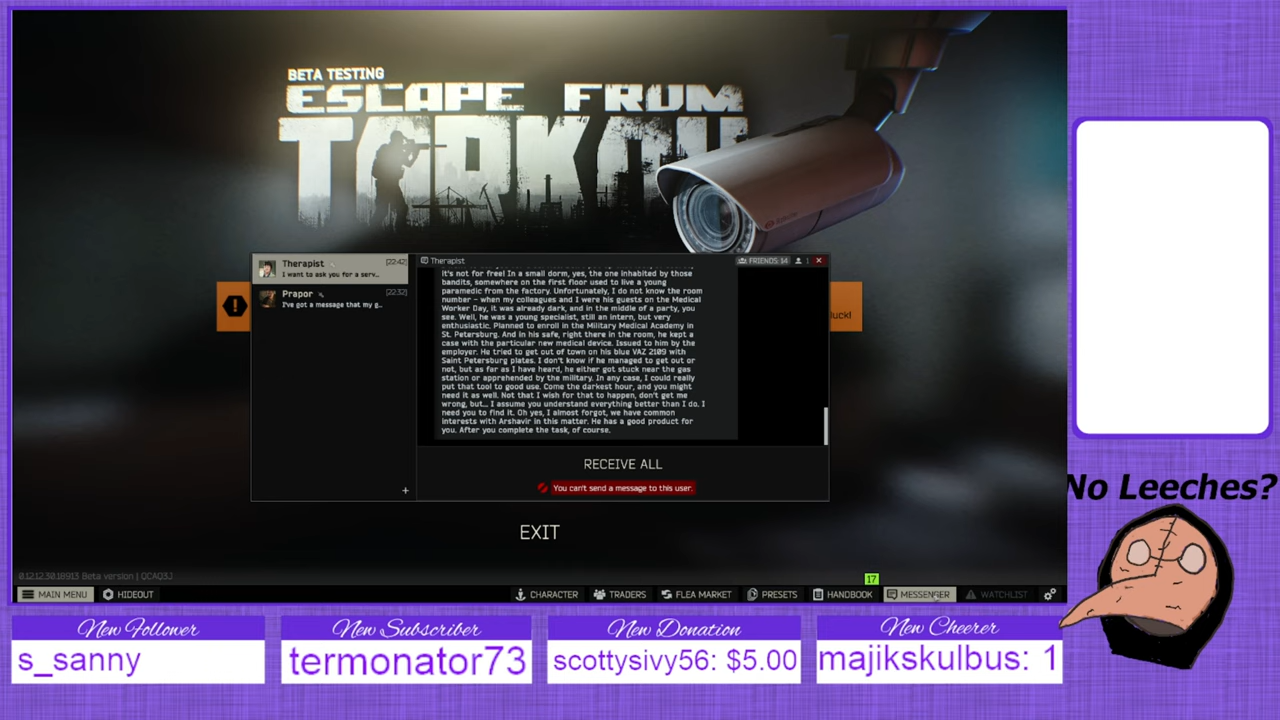 BETA TESTING
ESCAPE FROM
TARKOV
Therapist
[22:42]
I want to ask you for a serv...
Prapor
[22:32]
I've got a message that my g...
Therapist
FRIENDS: 14
1
it's not for free! In a small dorm, yes, the one inhabited by those
bandits, somewhere on the first floor used to live a young
paramedic from the factory. Unfortunately, I do not know the room
number – when my colleagues and I were his guests on the Medical
Worker Day, it was already dark, and in the middle of a party, you
see. Well, he was a young specialist, still an intern, but very
enthusiastic. Planned to enroll in the Military Medical Academy in
St. Petersburg. And in his safe, right there in the room, he kept a
case with the particular new medical device. Issued to him by the
employer. He tried to get out of town on his blue VAZ 2109 with
Saint Petersburg plates. I don't know if he managed to get out or
not, but as far as I have heard, he either got stuck near the gas
station or apprehended by the military. In any case, I could really
put that tool to good use. Come the darkest hour, and you might
need it as well. Not that I wish for that to happen, don't get me
wrong, but... I assume you understand everything better than I do. I
need you to find it. Oh yes, I almost forgot, we have common
interests with Arshavir in this matter. He has a good product for
you. After you complete the task, of course.
luck!
RECEIVE ALL
You can't send a message to this user.
+
EXIT
0.12.12.30.18913 Beta version | QCAQ3J
17
MAIN MENU
HIDEOUT
CHARACTER
TRADERS
FLEA MARKET
PRESETS
HANDBOOK
MESSENGER
WATCHLIST
No Leeches?
New Follower
s_sanny
New Subscriber
termonator73
New Donation
scottysivy56: $5.00
New Cheerer
majikskulbus: 1